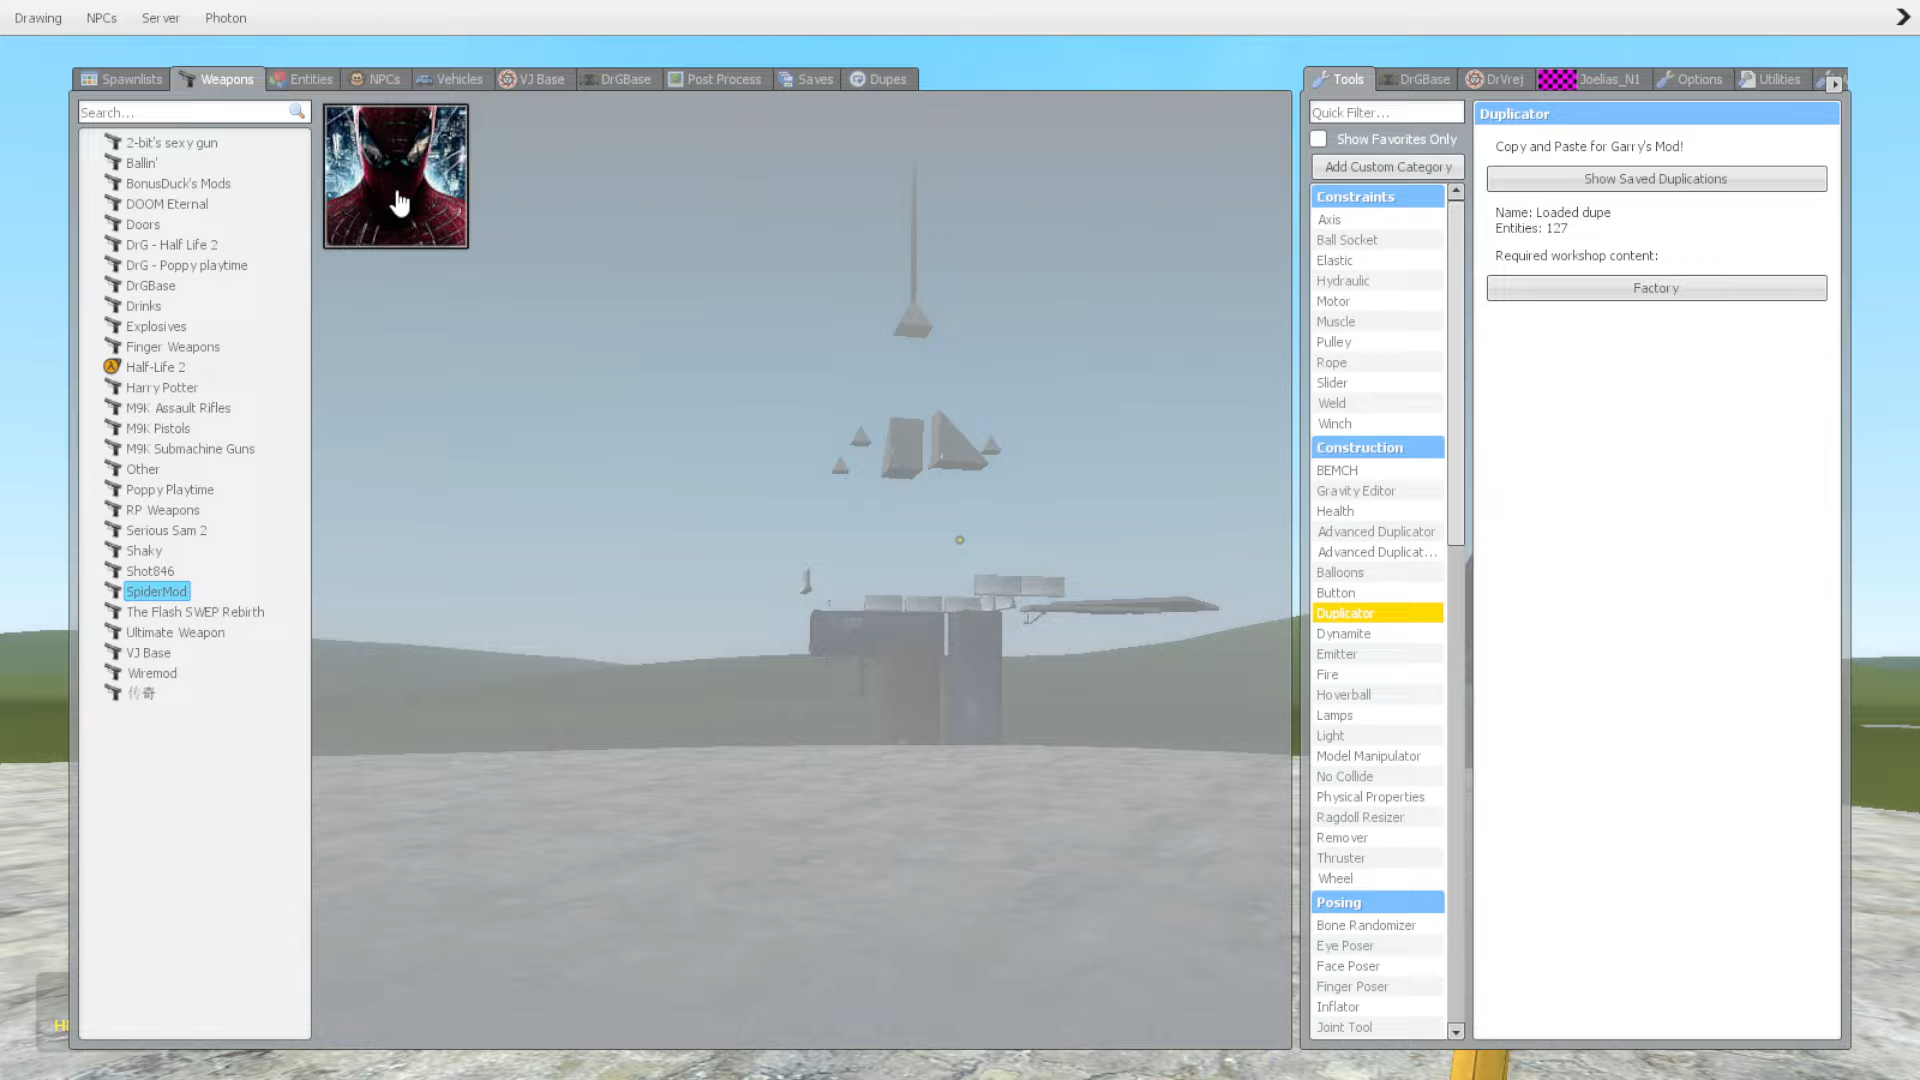 Drawing NPCs Server Photon
Spawnlists Weapons Entities NPCs Vehicles VJ Base DrGBase Post Process Saves Dupes
Search...
2-bit's sexy gun
Ballin'
BonusDuck's Mods
DOOM Eternal
Doors
DrG - Half Life 2
DrG - Poppy playtime
DrGBase
Drinks
Explosives
Finger Weapons
Half-Life 2
Harry Potter
M9K Assault Rifles
M9K Pistols
M9K Submachine Guns
Other
Poppy Playtime
RP Weapons
Serious Sam 2
Shaky
Shot846
SpiderMod
The Flash SWEP Rebirth
Ultimate Weapon
VJ Base
Wiremod
传奇
Tools DrGBase DrVrej Joelias_N1 Options Utilities
Quick Filter...
Show Favorites Only
Add Custom Category
Constraints
Axis
Ball Socket
Elastic
Hydraulic
Motor
Muscle
Pulley
Rope
Slider
Weld
Winch
Construction
BEMCH
Gravity Editor
Health
Advanced Duplicator
Advanced Duplicat...
Balloons
Button
Duplicator
Dynamite
Emitter
Fire
Hoverball
Lamps
Light
Model Manipulator
No Collide
Physical Properties
Ragdoll Resizer
Remover
Thruster
Wheel
Posing
Bone Randomizer
Eye Poser
Face Poser
Finger Poser
Inflator
Joint Tool
Duplicator
Copy and Paste for Garry's Mod!
Show Saved Duplications
Name: Loaded dupe
Entities: 127
Required workshop content:
Factory